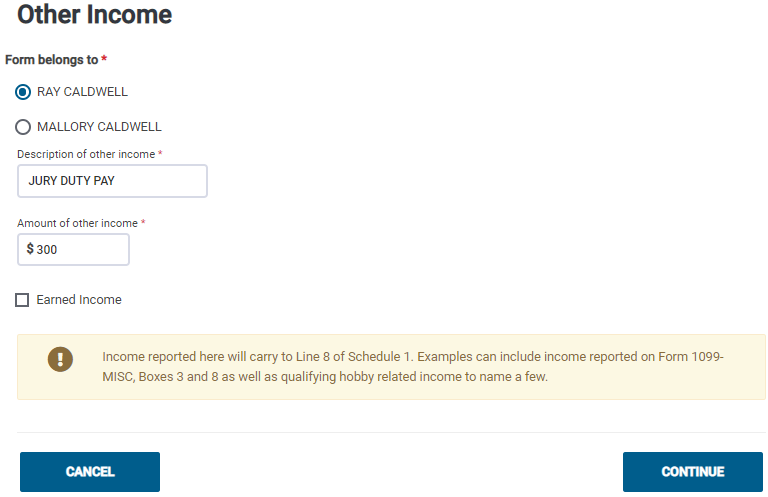 Other Income
Form belongs to *
RAY CALDWELL
MALLORY CALDWELL
Description of other income *
JURY DUTY PAY
Amount of other income *
$ 300
Earned Income
Income reported here will carry to Line 8 of Schedule 1. Examples can include income reported on Form 1099-
MISC, Boxes 3 and 8 as well as qualifying hobby related income to name a few.
CANCEL
CONTINUE